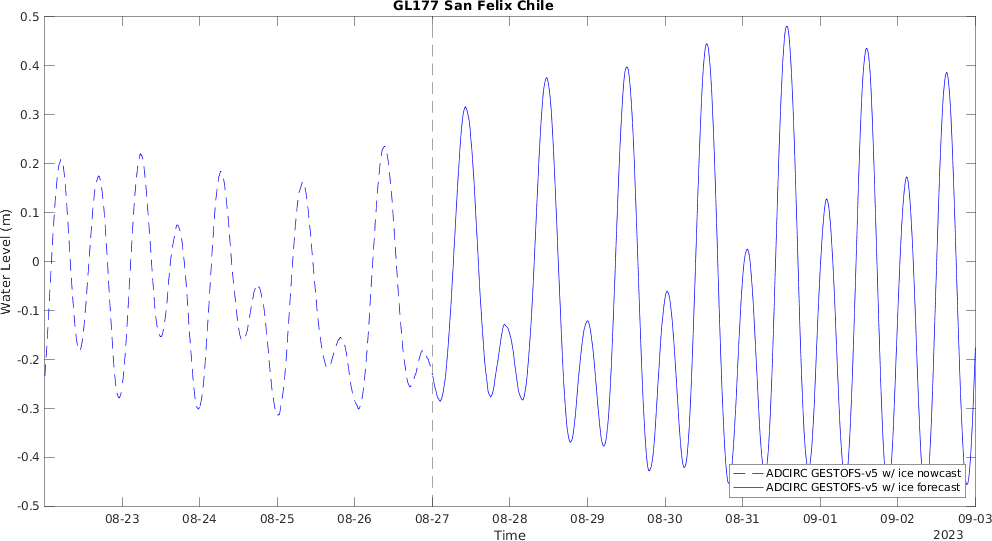 GL177 San Felix Chile
Water Level (m)
0.5
0.4
0.3
0.2
0.1
0
-0.1
-0.2
-0.3
-0.4
-0.5
ADCIRC GESTOFS-v5 w/ ice nowcast
ADCIRC GESTOFS-v5 w/ ice forecast
08-23 08-24 08-25 08-26 08-27 08-28 08-29 08-30 08-31 09-01 09-02 09-03
Time
2023